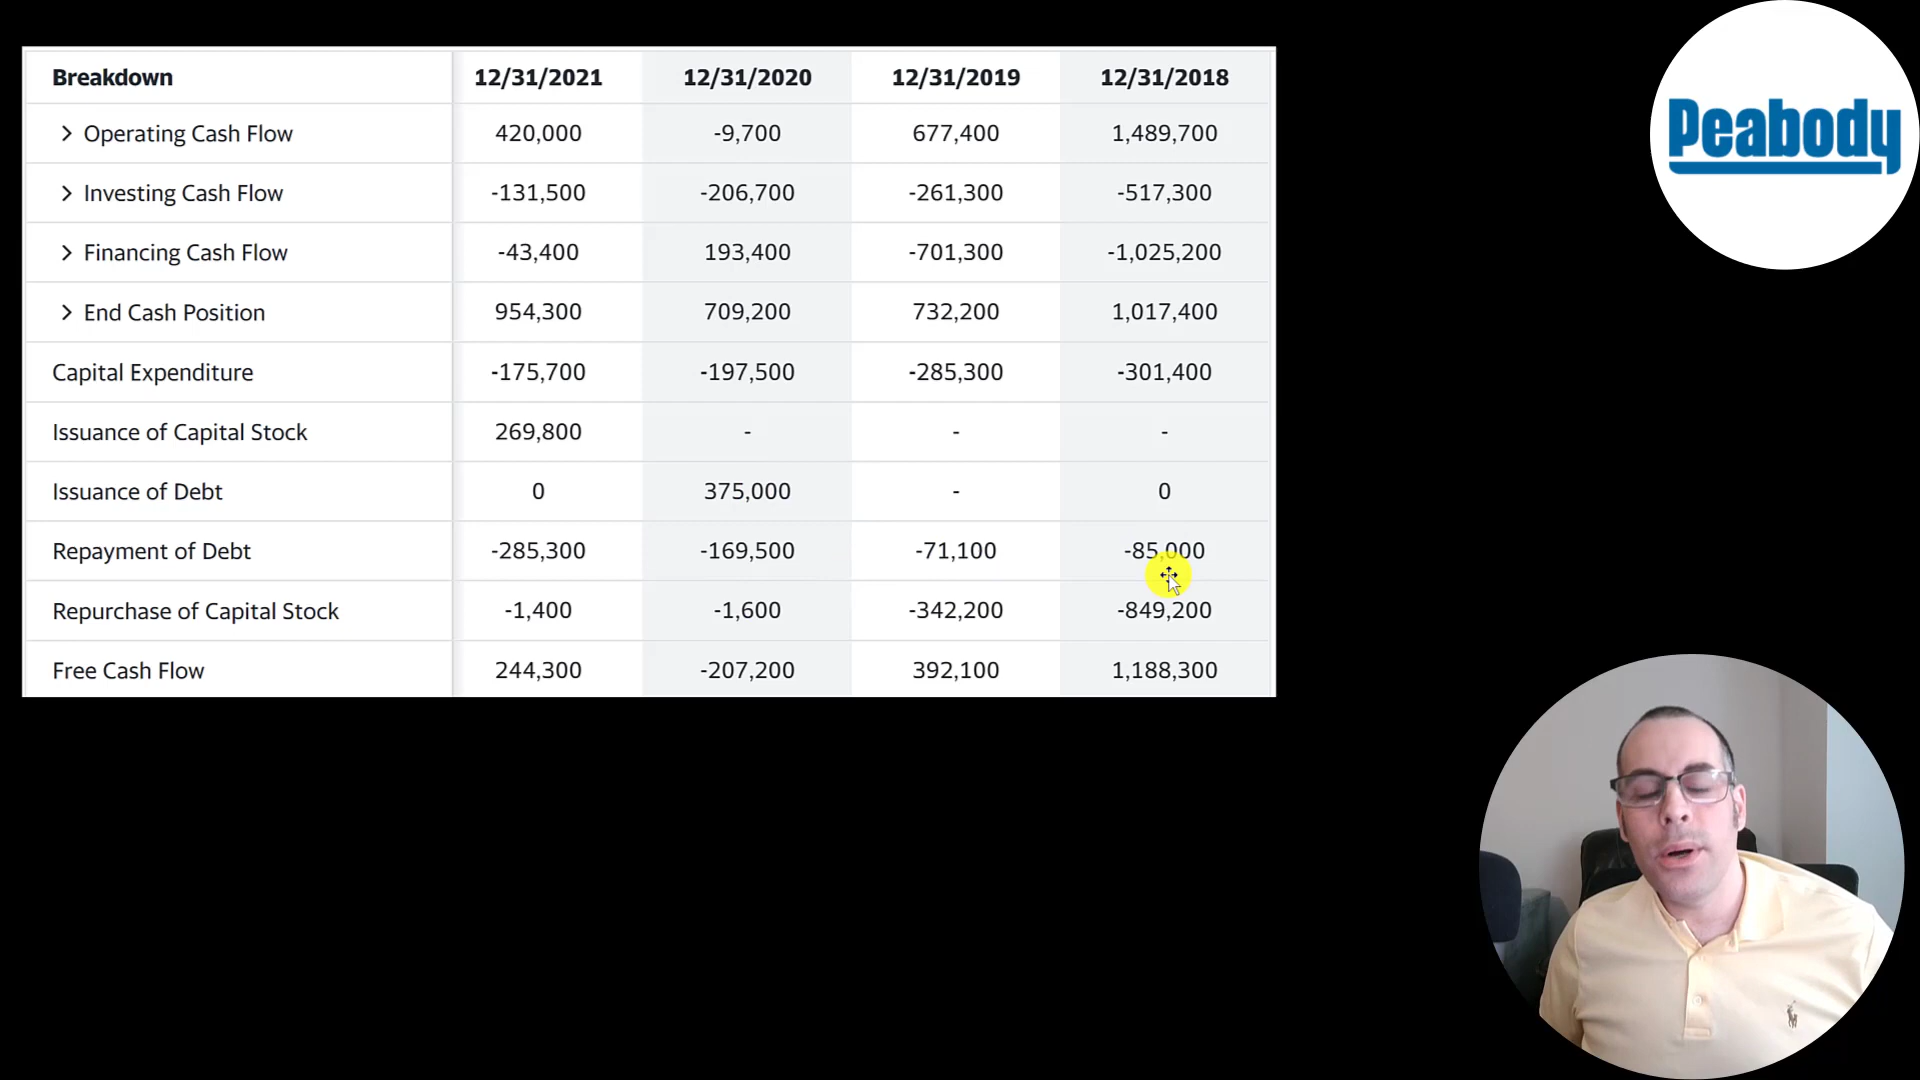 Breakdown 12/31/2021 12/31/2020 12/31/2019 12/31/2018
Operating Cash Flow 420,000 -9,700 677,400 1,489,700
Investing Cash Flow -131,500 -206,700 -261,300 -517,300
Financing Cash Flow -43,400 193,400 -701,300 -1,025,200
End Cash Position 954,300 709,200 732,200 1,017,400
Capital Expenditure -175,700 -197,500 -285,300 -301,400
Issuance of Capital Stock 269,800 - - -
Issuance of Debt 0 375,000 - 0
Repayment of Debt -285,300 -169,500 -71,100 -85,000
Repurchase of Capital Stock -1,400 -1,600 -342,200 -849,200
Free Cash Flow 244,300 -207,200 392,100 1,188,300
Peabody